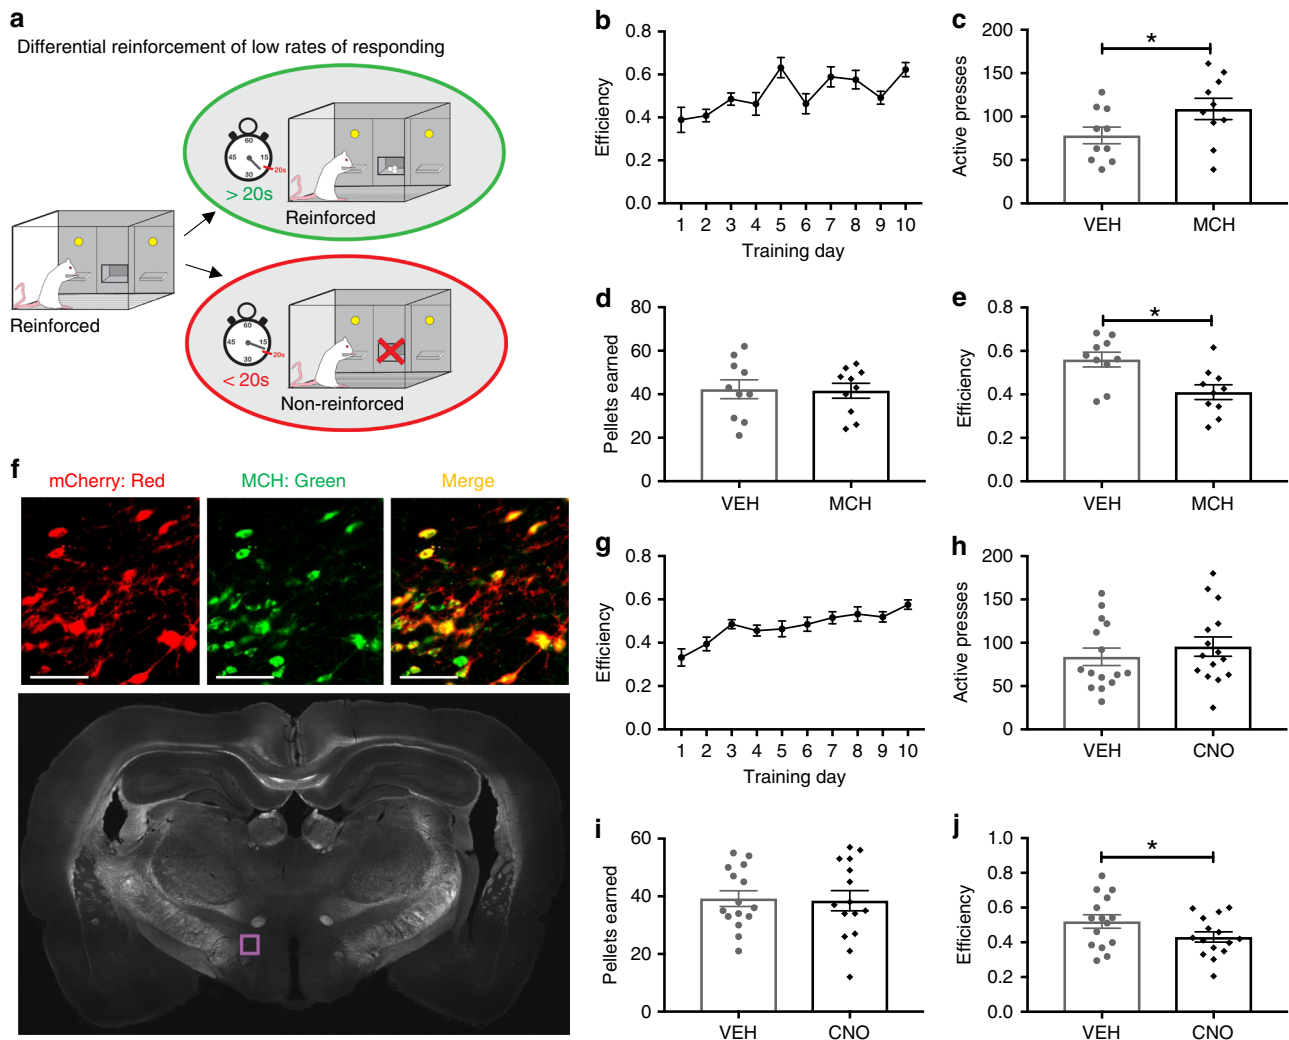 a
Differential reinforcement of low rates of responding
60
45 15
30
20s
> 20s
Reinforced
Reinforced
60
45 15
30
20s
< 20s
Non-reinforced
b
Efficiency
0.8
0.6
0.4
0.2
0.0
1 2 3 4 5 6 7 8 9 10
Training day
c
Active presses
200
150
100
50
0
*
VEH MCH
d
Pellets earned
80
60
40
20
0
VEH MCH
e
Efficiency
0.8
0.6
0.4
0.2
0.0
*
VEH MCH
f
mCherry: Red MCH: Green Merge
g
Efficiency
0.8
0.6
0.4
0.2
0.0
1 2 3 4 5 6 7 8 9 10
Training day
h
Active presses
200
150
100
50
0
VEH CNO
i
Pellets earned
60
40
20
0
VEH CNO
j
Efficiency
1.0
0.8
0.6
0.4
0.2
0.0
*
VEH CNO